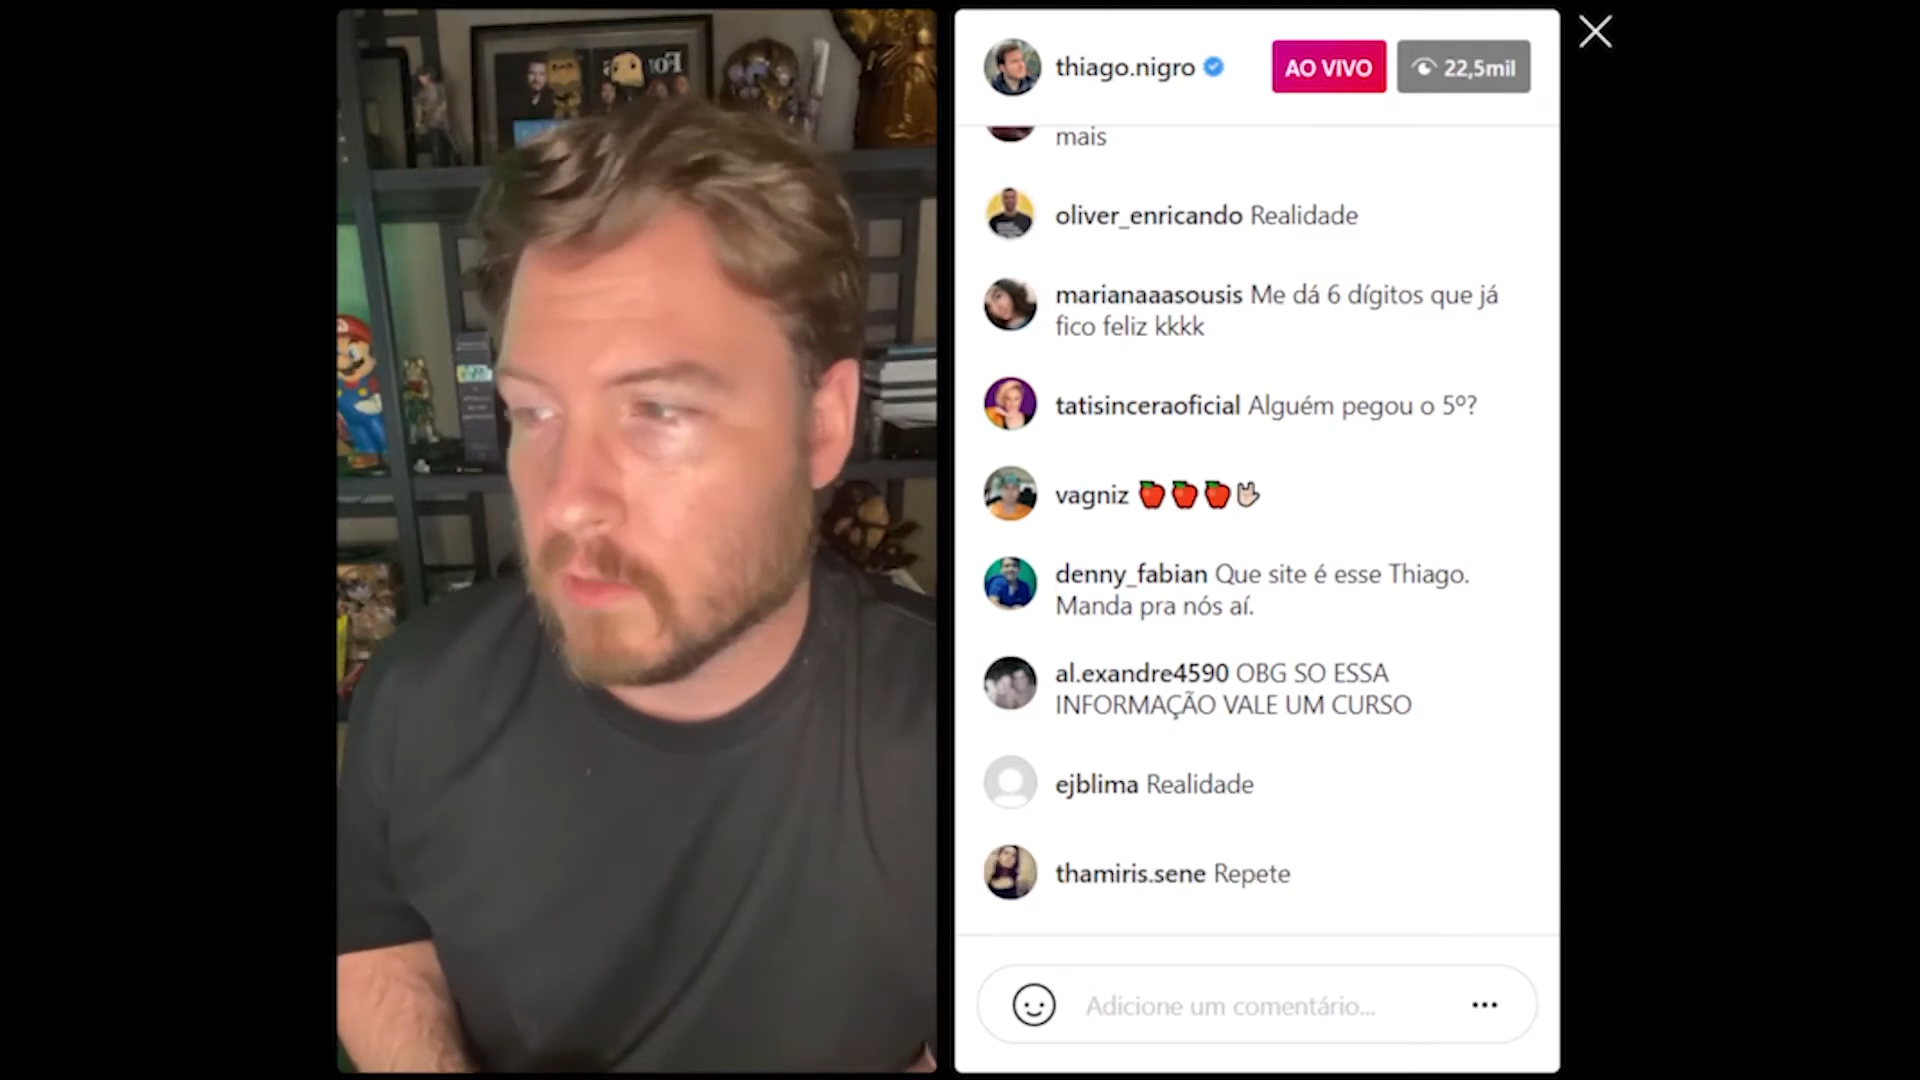 thiago.nigro
AO VIVO
22,5mil
mais
oliver_enricando Realidade
marianaaasousis Me dá 6 dígitos que já
fico feliz kkkk
tatisinceraoficial Alguém pegou o 5º?
vagniz 🍎🍎🍎🤟🏻
denny_fabian Que site é esse Thiago.
Manda pra nós aí.
al.exandre4590 OBG SO ESSA
INFORMAÇÃO VALE UM CURSO
ejblima Realidade
thamiris.sene Repete
Adicione um comentário...